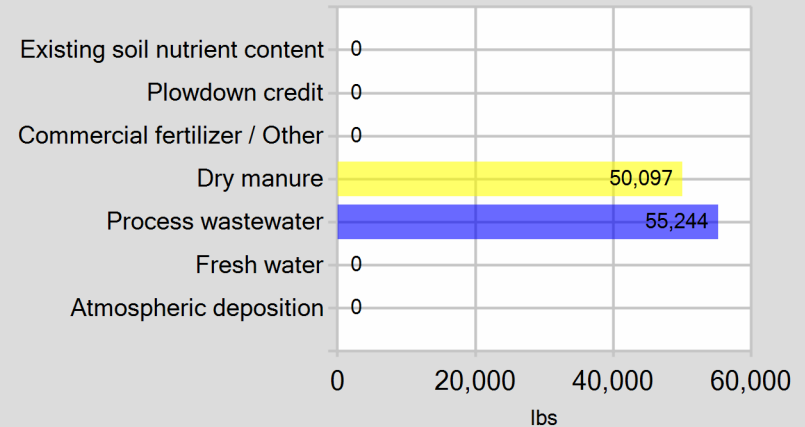 Existing soil nutrient content 0
Plowdown credit 0
Commercial fertilizer / Other 0
Dry manure 50,097
Process wastewater 55,244
Fresh water 0
Atmospheric deposition 0
0 20,000 40,000 60,000
lbs